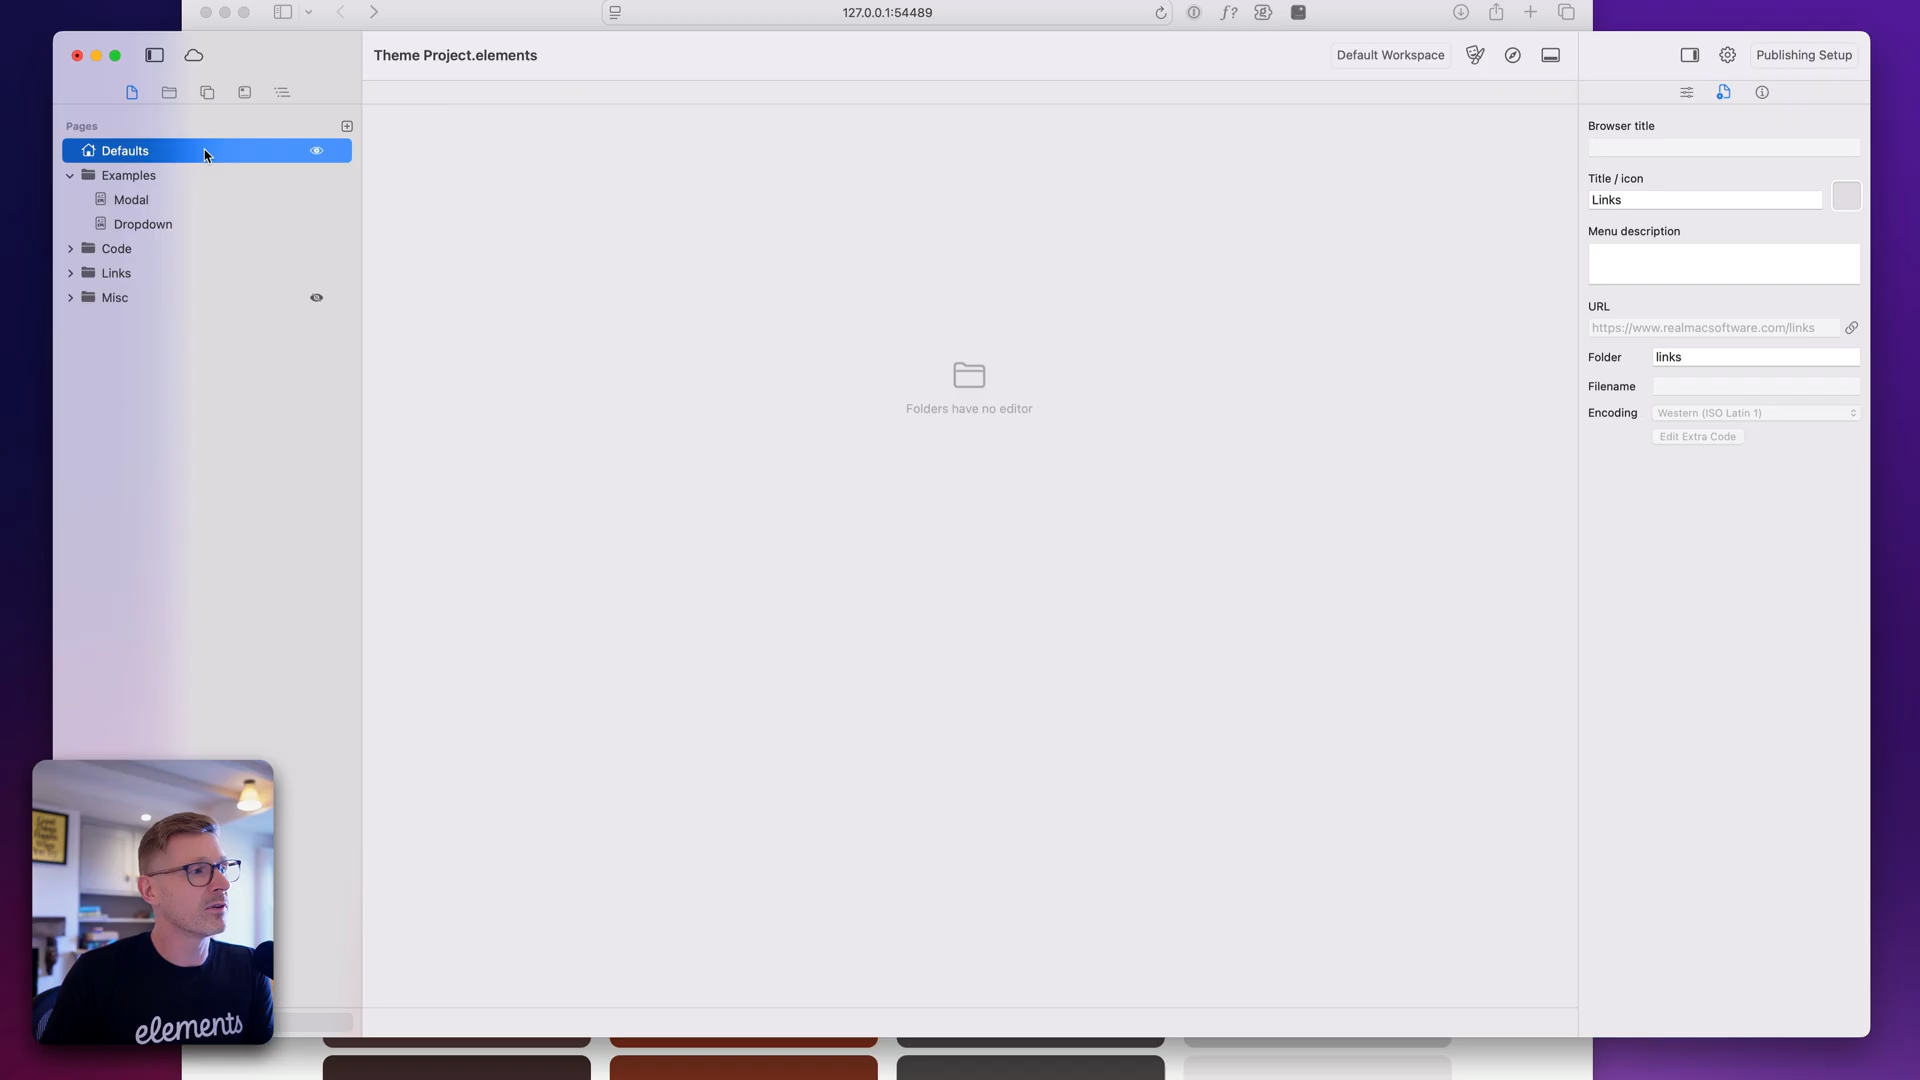 127.0.0.1:54489
Theme Project.elements
Default Workspace
Publishing Setup
Pages
Defaults
Examples
Modal
Dropdown
Code
Links
Misc
Folders have no editor
Browser title
Title / icon
Links
Menu description
URL
https://www.realmacsoftware.com/links
Folder
links
Filename
Encoding
Western (ISO Latin 1)
Edit Extra Code
elements